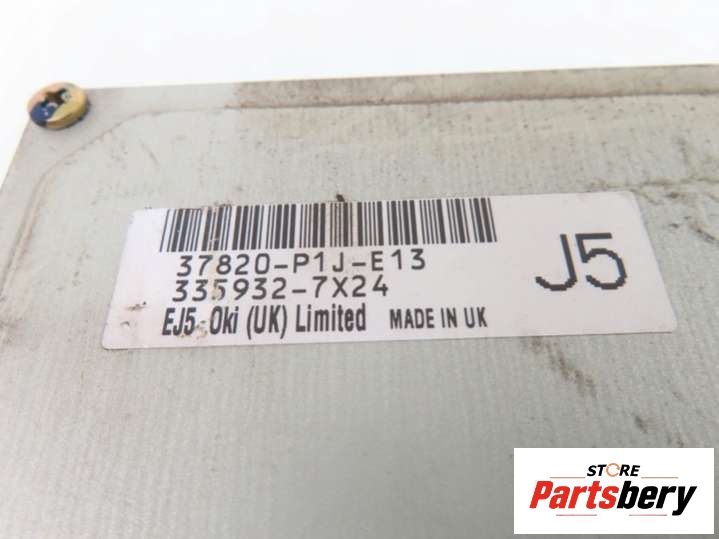 37820-P1J-E13
335932-7X24
EJ5 Oki (UK) Limited MADE IN UK
J5
STORE
Partsbery